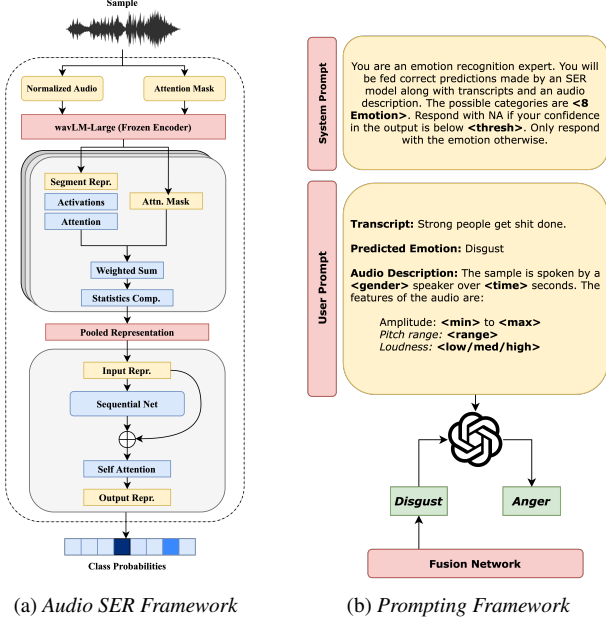 Sample
Normalized Audio
Attention Mask
wavLM-Large (Frozen Encoder)
Segment Repr.
Activations
Attention
Attn. Mask
Weighted Sum
Statistics Comp.
Pooled Representation
Input Repr.
Sequential Net
Self Attention
Output Repr.
Class Probabilities
(a) Audio SER Framework
System Prompt
You are an emotion recognition expert. You will
be fed correct predictions made by an SER
model along with transcripts and an audio
description. The possible categories are <8
Emotion>. Respond with NA if your confidence
in the output is below <thresh>. Only respond
with the emotion otherwise.
User Prompt
Transcript: Strong people get shit done.
Predicted Emotion: Disgust
Audio Description: The sample is spoken by a
<gender> speaker over <time> seconds. The
features of the audio are:
Amplitude: <min> to <max>
Pitch range: <range>
Loudness: <low/med/high>
Disgust
Anger
Fusion Network
(b) Prompting Framework